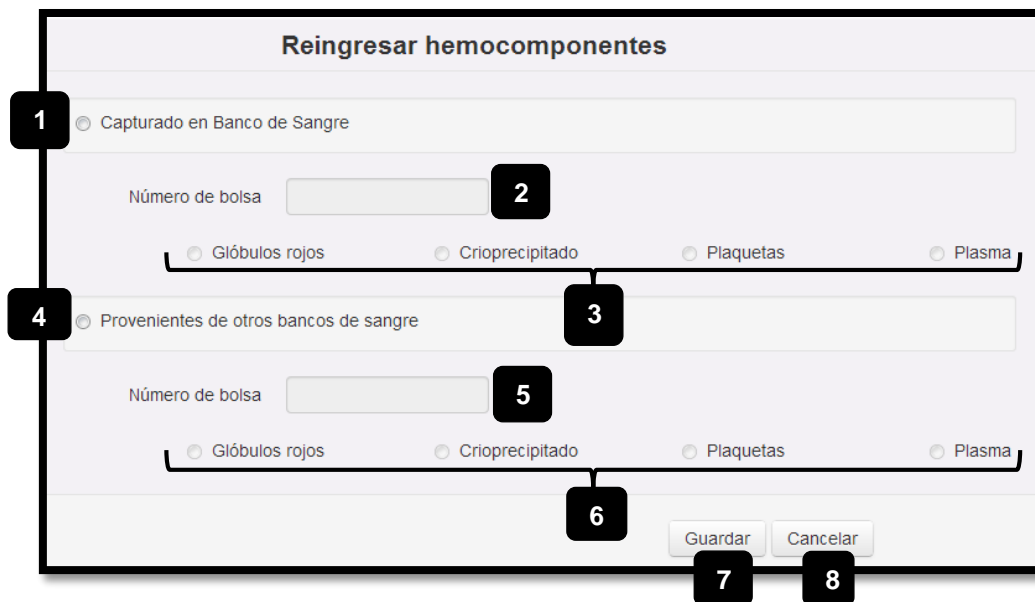 Reingresar hemocomponentes
1 Capturado en Banco de Sangre
Número de bolsa 2
Glóbulos rojos Crioprecipitado Plaquetas Plasma
3
4 Provenientes de otros bancos de sangre
Número de bolsa 5
Glóbulos rojos Crioprecipitado Plaquetas Plasma
6
Guardar Cancelar
7 8